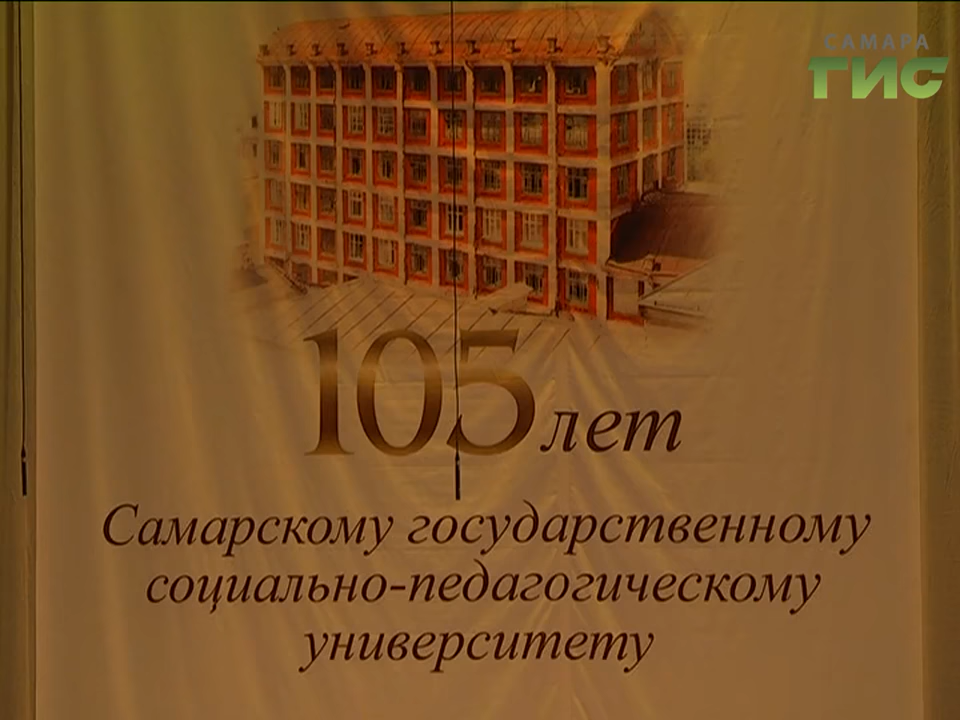 САМАРА
ГИС
105 лет
Самарскому государственному
социально-педагогическому
университету